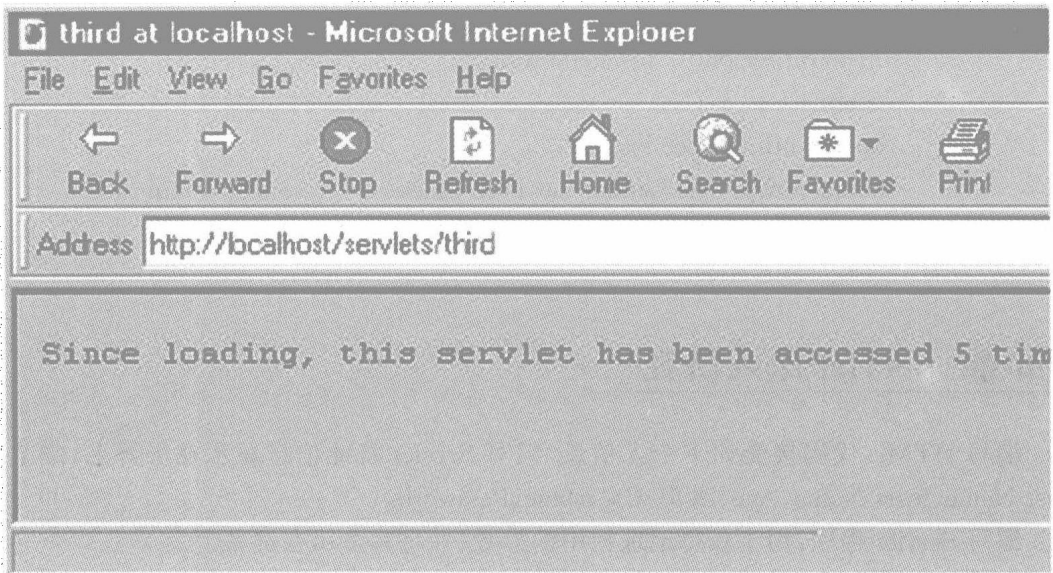 third at localhost - Microsoft Internet Explorer
File Edit View Go Favorites Help
Back Forward Stop Refresh Home Search Favorites Print
Address http://localhost/servlets/third
Since loading, this servlet has been accessed 5 tim